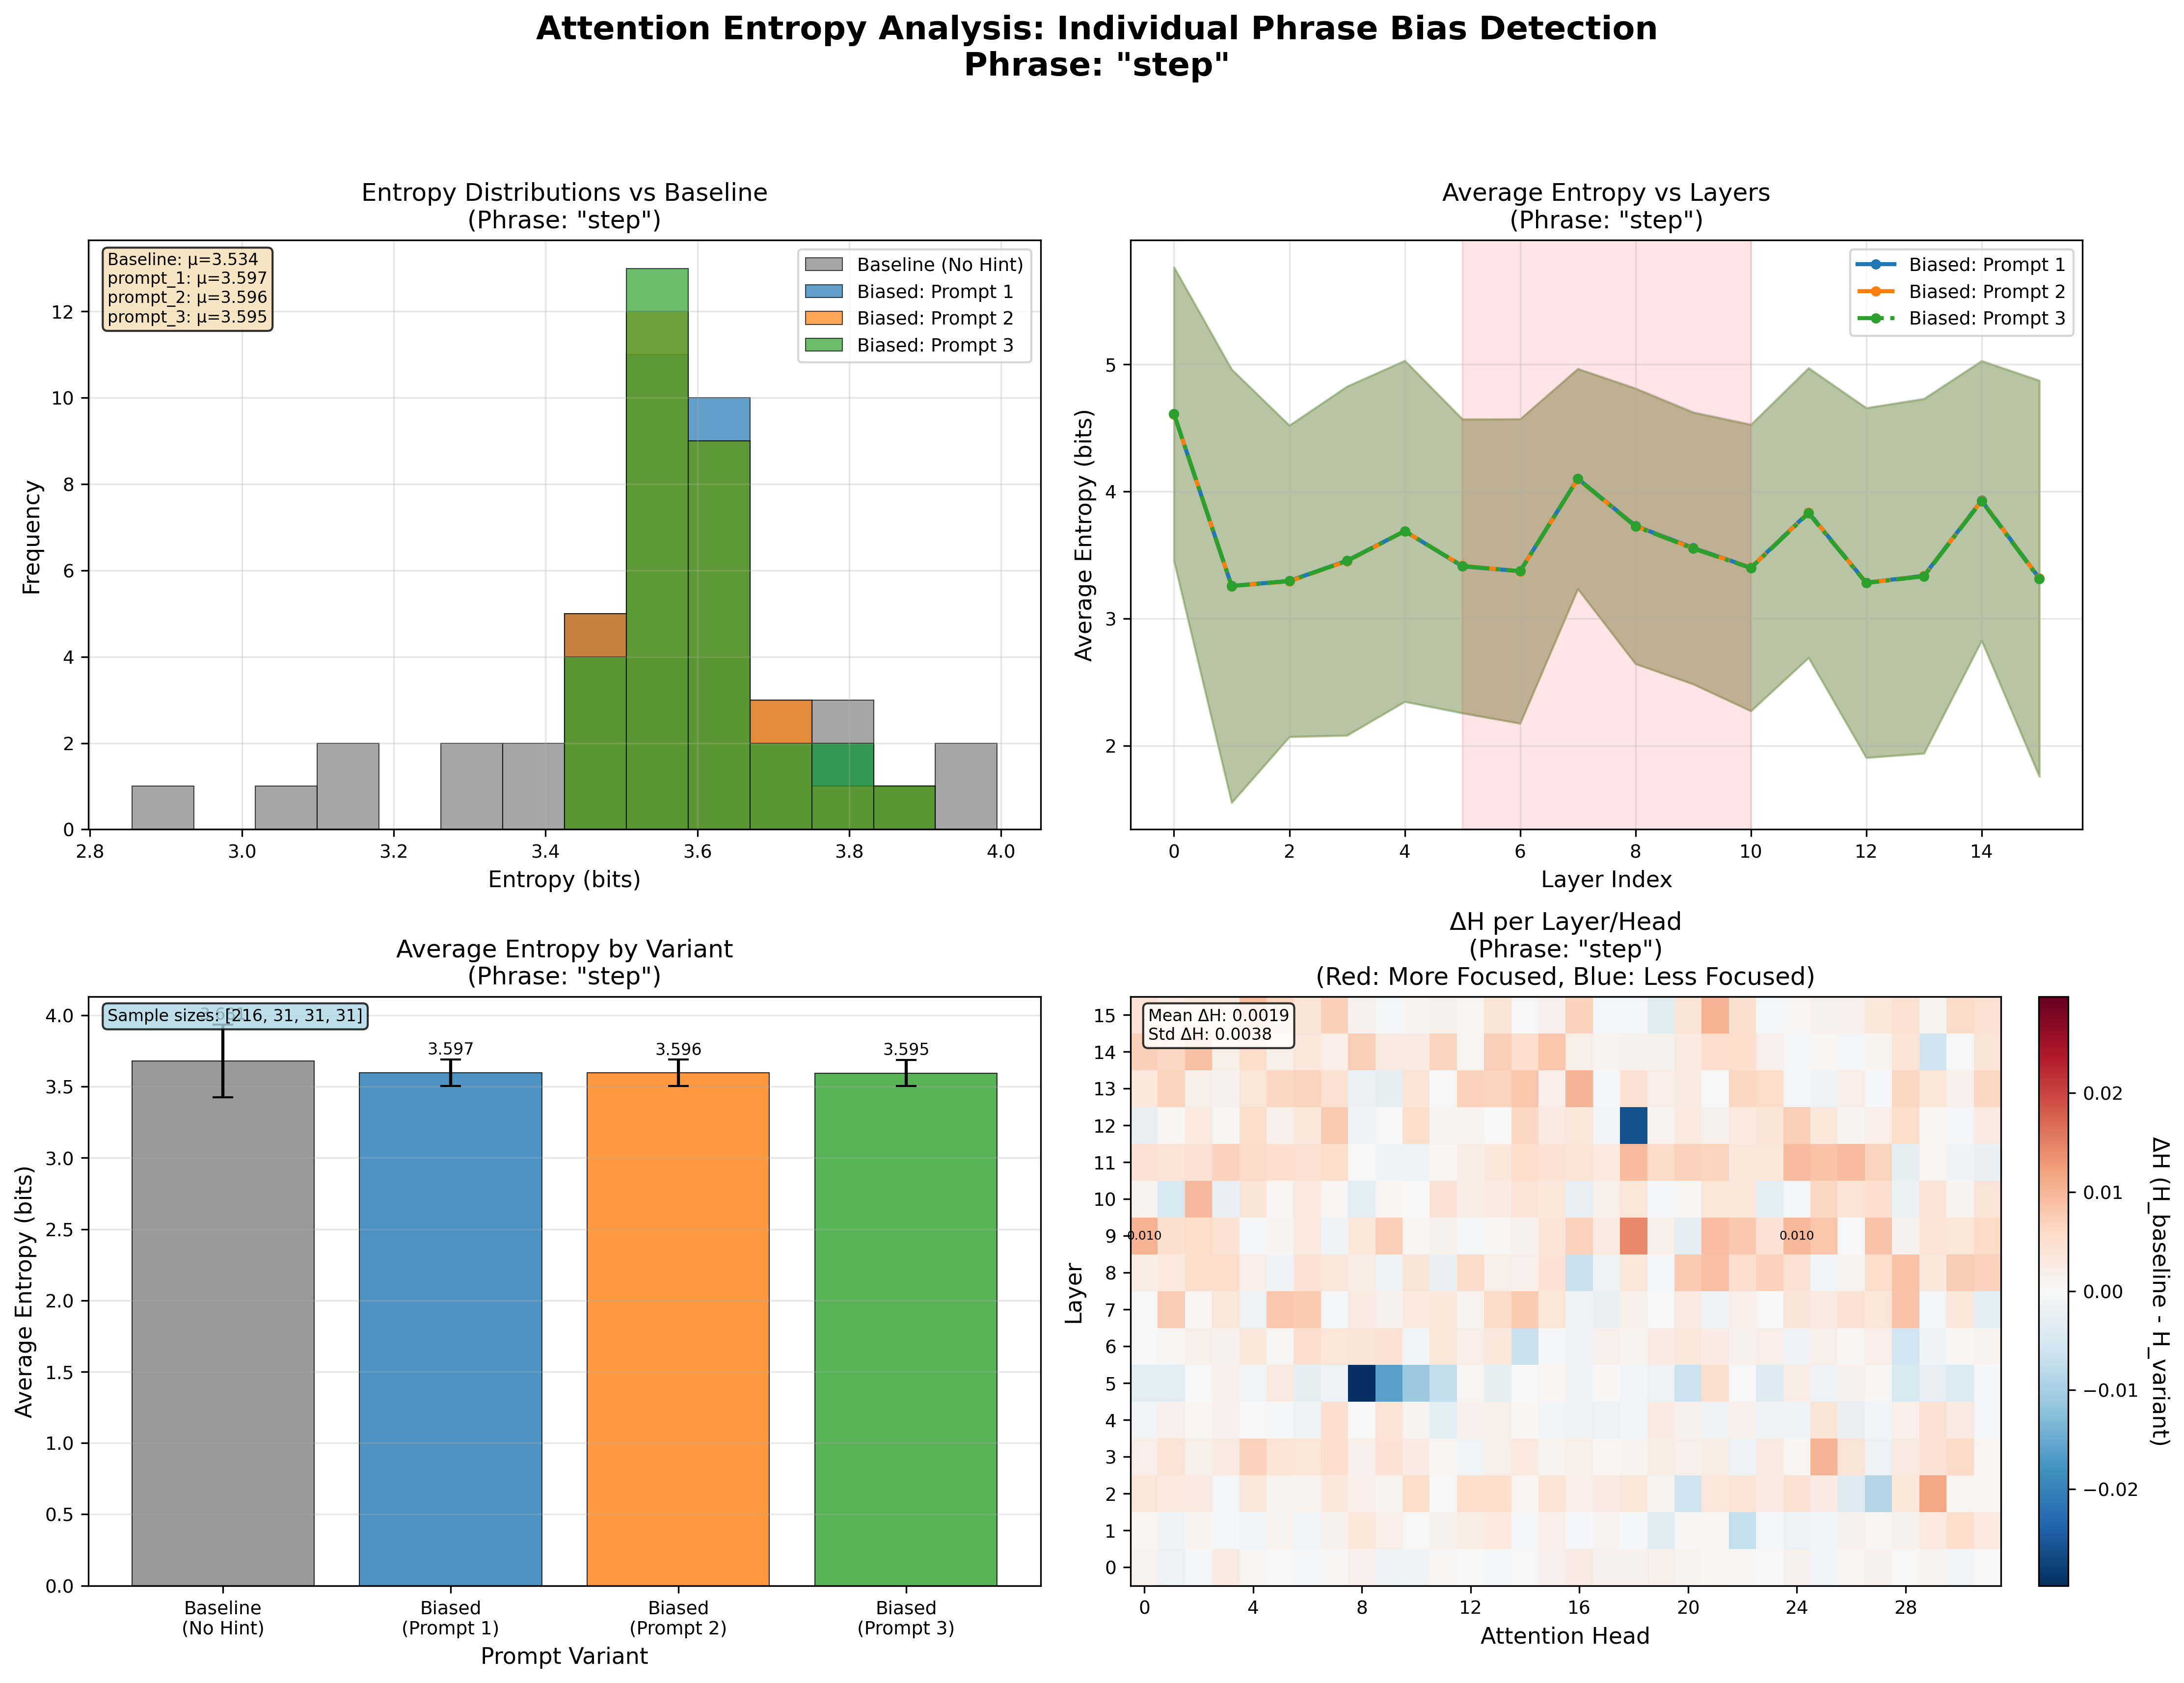 Attention Entropy Analysis: Individual Phrase Bias Detection
Phrase: "step"
Entropy Distributions vs Baseline
(Phrase: "step")
Baseline: μ=3.534
prompt_1: μ=3.597
prompt_2: μ=3.596
prompt_3: μ=3.595
Baseline (No Hint)
Biased: Prompt 1
Biased: Prompt 2
Biased: Prompt 3
Frequency
12
10
8
6
4
2
0
2.8 3.0 3.2 3.4 3.6 3.8 4.0
Entropy (bits)
Average Entropy vs Layers
(Phrase: "step")
Biased: Prompt 1
Biased: Prompt 2
Biased: Prompt 3
Average Entropy (bits)
5
4
3
2
0 2 4 6 8 10 12 14
Layer Index
Average Entropy by Variant
(Phrase: "step")
Sample sizes: [216, 31, 31, 31]
3.597
3.596
3.595
Average Entropy (bits)
4.0
3.5
3.0
2.5
2.0
1.5
1.0
0.5
0.0
Baseline
(No Hint)
Biased
(Prompt 1)
Biased
(Prompt 2)
Biased
(Prompt 3)
Prompt Variant
ΔH per Layer/Head
(Phrase: "step")
(Red: More Focused, Blue: Less Focused)
Mean ΔH: 0.0019
Std ΔH: 0.0038
Layer
15
14
13
12
11
10
9
8
7
6
5
4
3
2
1
0
0.010
0.010
0 4 8 12 16 20 24 28
Attention Head
0.02
0.01
0.00
−0.01
−0.02
ΔH (H_baseline - H_variant)